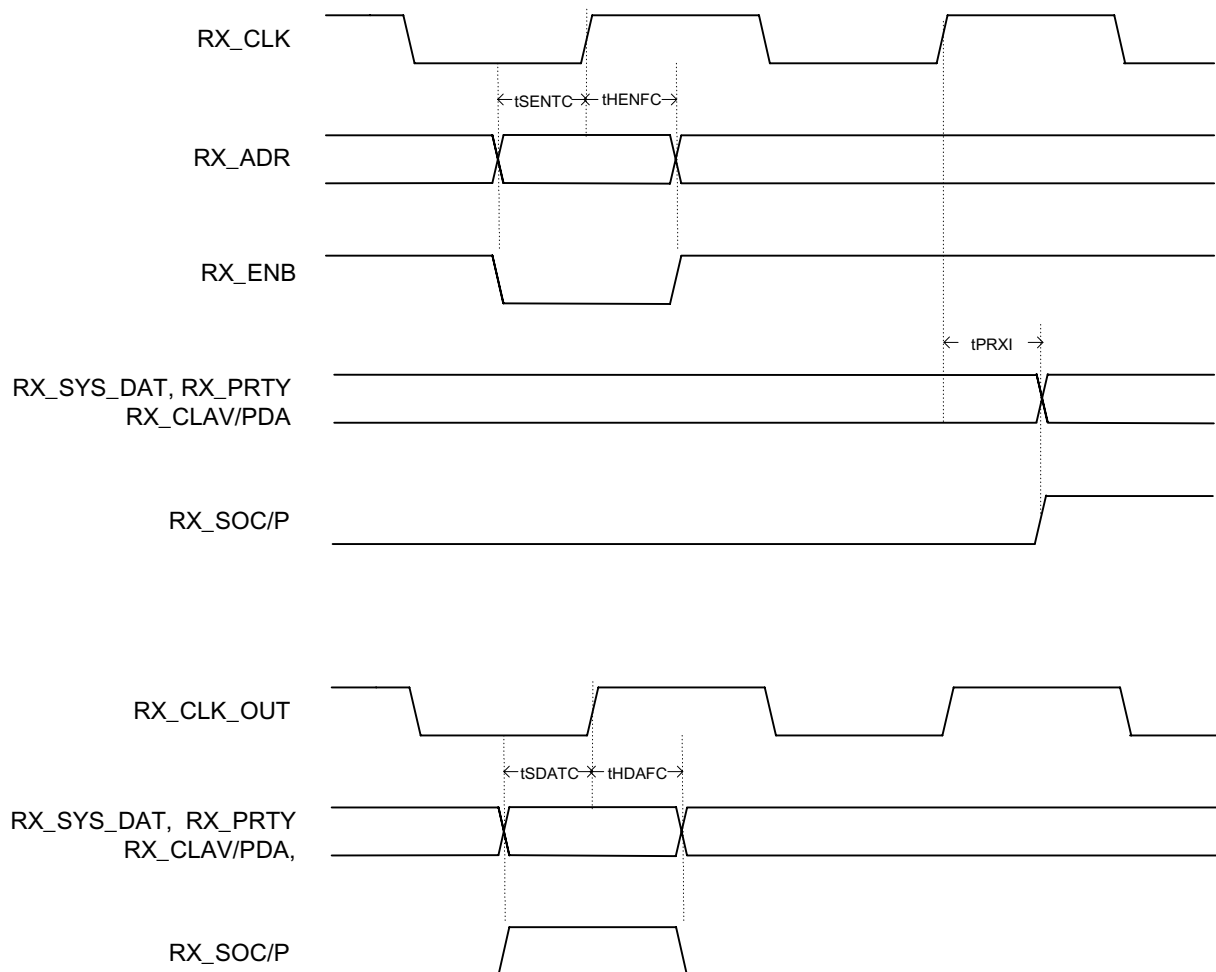 RX_CLK
tSENTC
tHENFC
RX_ADR
RX_ENB
tPRXI
RX_SYS_DAT, RX_PRTY
RX_CLAV/PDA
RX_SOC/P
RX_CLK_OUT
tSDATC
tHDAFC
RX_SYS_DAT, RX_PRTY
RX_CLAV/PDA,
RX_SOC/P